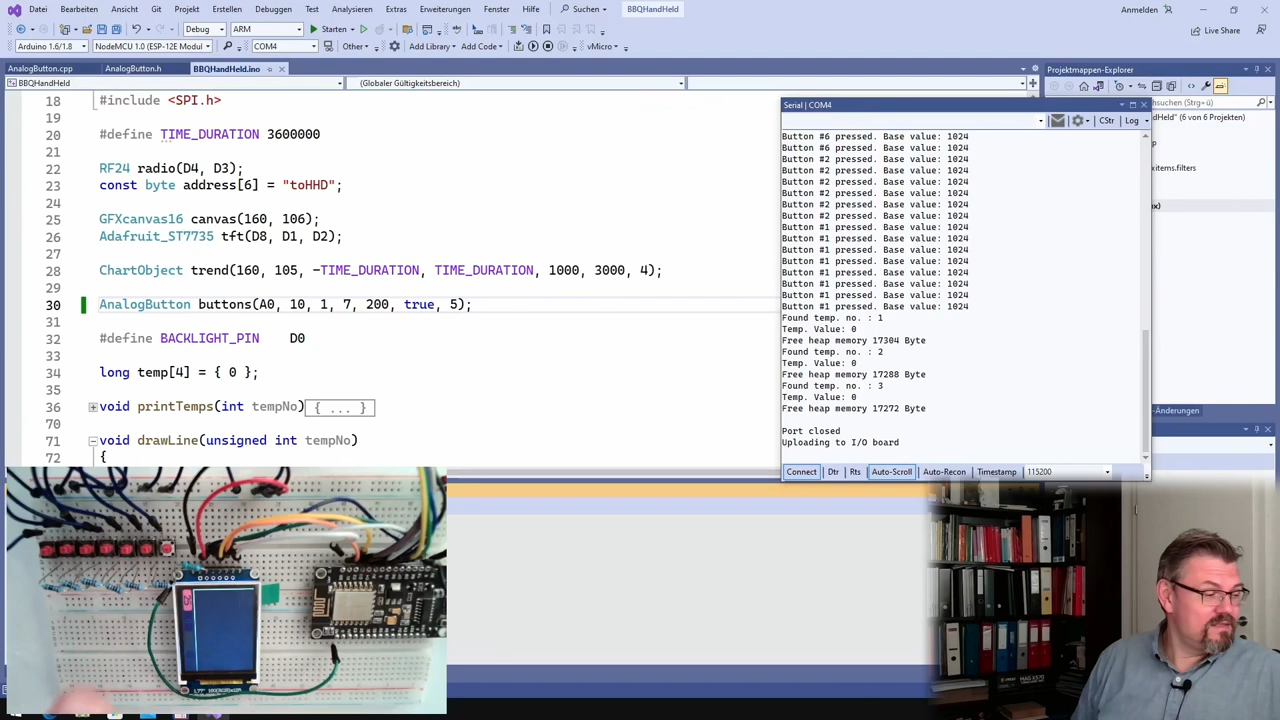 Datei Bearbeiten Ansicht Git Projekt Erstellen Debuggen Test Analysieren Extras Erweiterungen Fenster Hilfe Suchen BBQHandHeld Anmelden
Debug ARM Starten Live Share
Arduino 1.6/1.8 NodeMCU 1.0 (ESP-12E Modul COM4 Other Add Library Add Code vMicro
AnalogButton.cpp AnalogButton.h BBQHandHeld.ino Projektmappen-Explorer
BBQHandHeld (Globaler Gültigkeitsbereich)
18 #include <SPI.h>
19
20 #define TIME_DURATION 3600000
21
22 RF24 radio(D4, D3);
23 const byte address[6] = "toHHD";
24
25 GFXcanvas16 canvas(160, 106);
26 Adafruit_ST7735 tft(D8, D1, D2);
27
28 ChartObject trend(160, 105, -TIME_DURATION, TIME_DURATION, 1000, 3000, 4);
29
30 AnalogButton buttons(A0, 10, 1, 7, 200, true, 5);
31
32 #define BACKLIGHT_PIN D0
33
34 long temp[4] = { 0 };
35
36 void printTemps(int tempNo) { ... }
70
71 void drawLine(unsigned int tempNo)
72 {
Serial | COM4
CStr Log
Button #6 pressed. Base value: 1024
Button #6 pressed. Base value: 1024
Button #2 pressed. Base value: 1024
Button #2 pressed. Base value: 1024
Button #2 pressed. Base value: 1024
Button #2 pressed. Base value: 1024
Button #2 pressed. Base value: 1024
Button #2 pressed. Base value: 1024
Button #1 pressed. Base value: 1024
Button #1 pressed. Base value: 1024
Button #1 pressed. Base value: 1024
Button #1 pressed. Base value: 1024
Button #1 pressed. Base value: 1024
Button #1 pressed. Base value: 1024
Button #1 pressed. Base value: 1024
Button #1 pressed. Base value: 1024
Found temp. no. : 1
Temp. Value: 0
Free heap memory 17304 Byte
Found temp. no. : 2
Temp. Value: 0
Free heap memory 17288 Byte
Found temp. no. : 3
Temp. Value: 0
Free heap memory 17272 Byte
Port closed
Uploading to I/O board
Connect Dtr Rts Auto-Scroll Auto-Recon Timestamp 115200
suchen (Strg+ü)
eld" (6 von 6 Projekten)
xitems.filters
-Änderungen